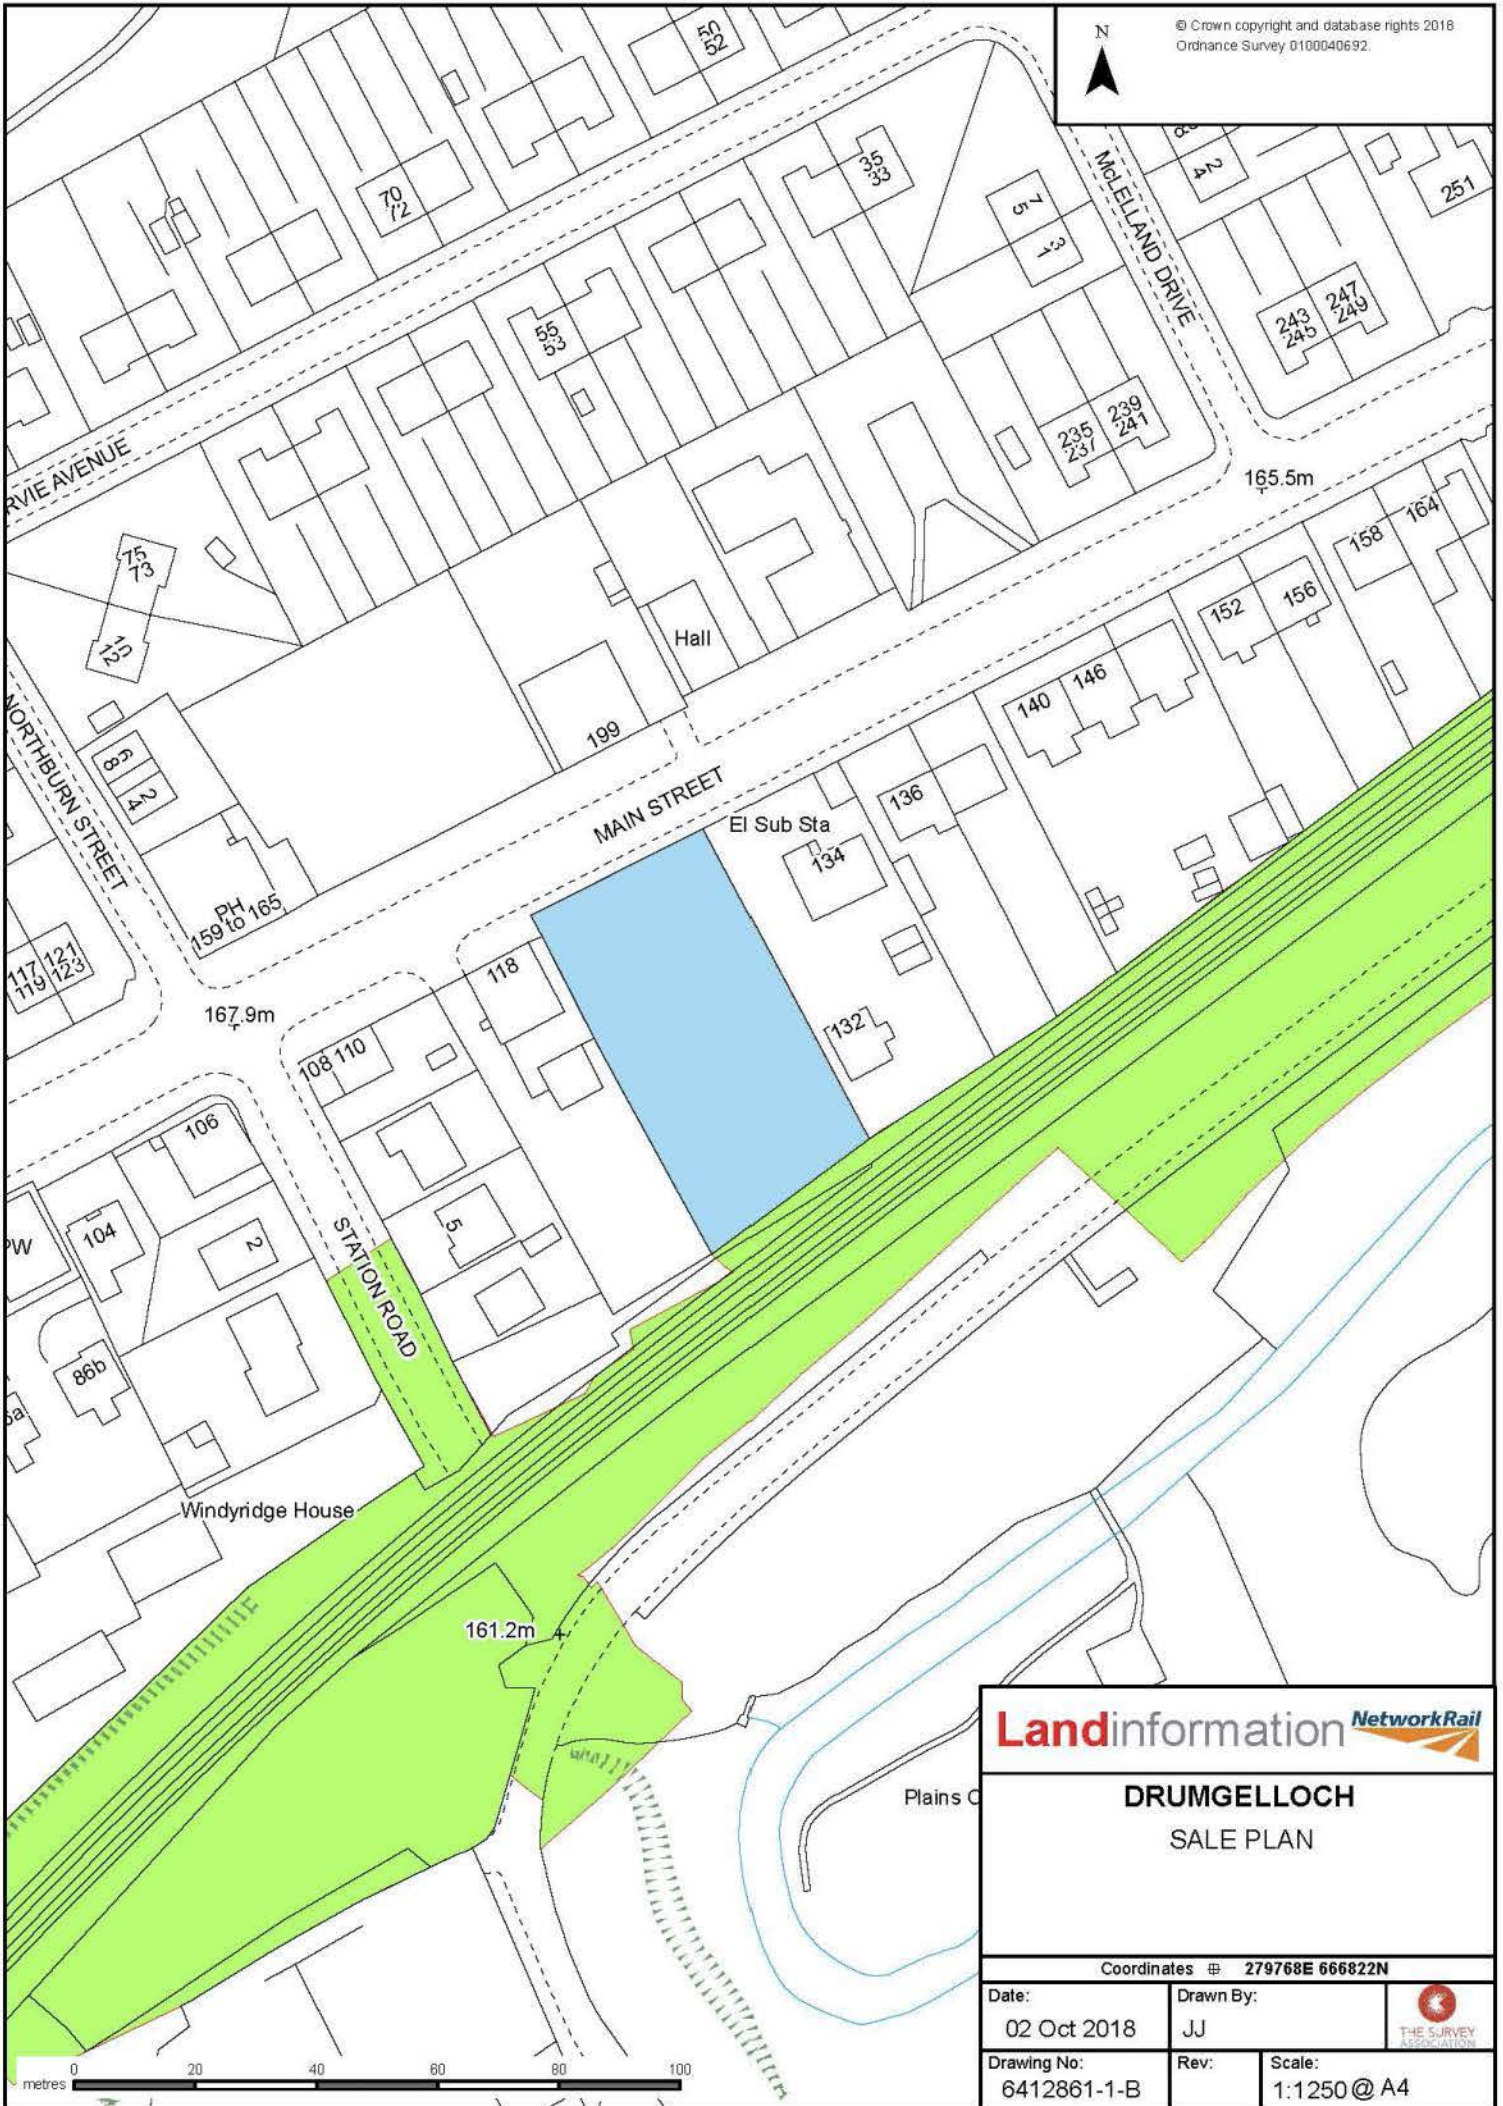 N
© Crown copyright and database rights 2018
Ordnance Survey 0100040692.
50
52
70
72
35
33
7
5
3
1
McLELLAND DRIVE
2
4
251
55
53
243
245
247
249
235
237
239
241
RVIE AVENUE
165.5m
75
73
10
12
Hall
199
158
164
152
156
140
146
136
NORTHBURN STREET
6
8
2
4
MAIN STREET
El Sub Sta
134
PH
159 to 165
117
119
121
123
118
167.9m
132
108
110
106
104
2
5
STATION ROAD
86b
Windyridge House
161.2m
Plains
Landinformation
NetworkRail
DRUMGELLOCH
SALE PLAN
Coordinates 279768E 666822N
Date:
02 Oct 2018
Drawn By:
JJ
THE SURVEY
ASSOCIATION
Drawing No:
6412861-1-B
Rev:
Scale:
1:1250 @ A4
metres
0
20
40
60
80
100